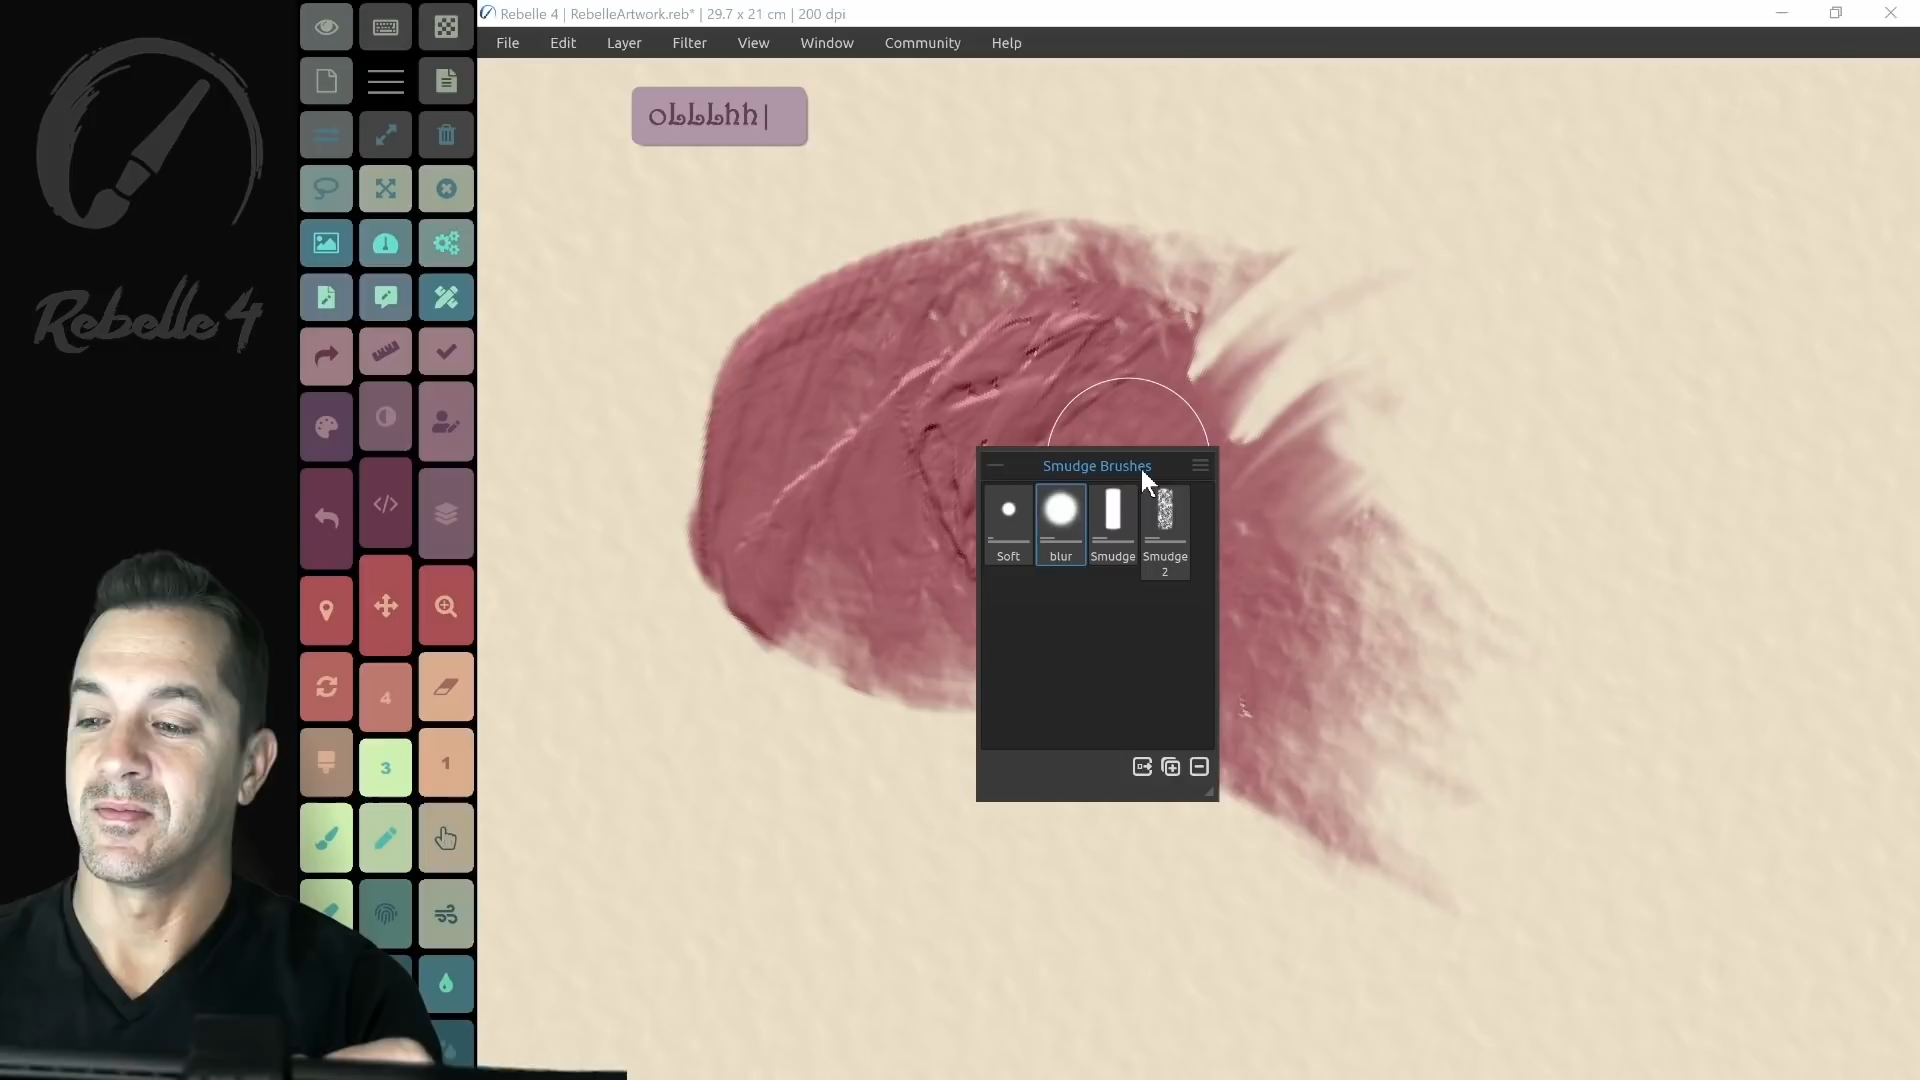 Rebelle 4 | RebelleArtwork.reb* | 29.7 x 21 cm | 200 dpi
File Edit Layer Filter View Window Community Help
oLLLhh|
Rebelle 4
Smudge Brushes
Soft blur Smudge Smudge 2
4
3 1